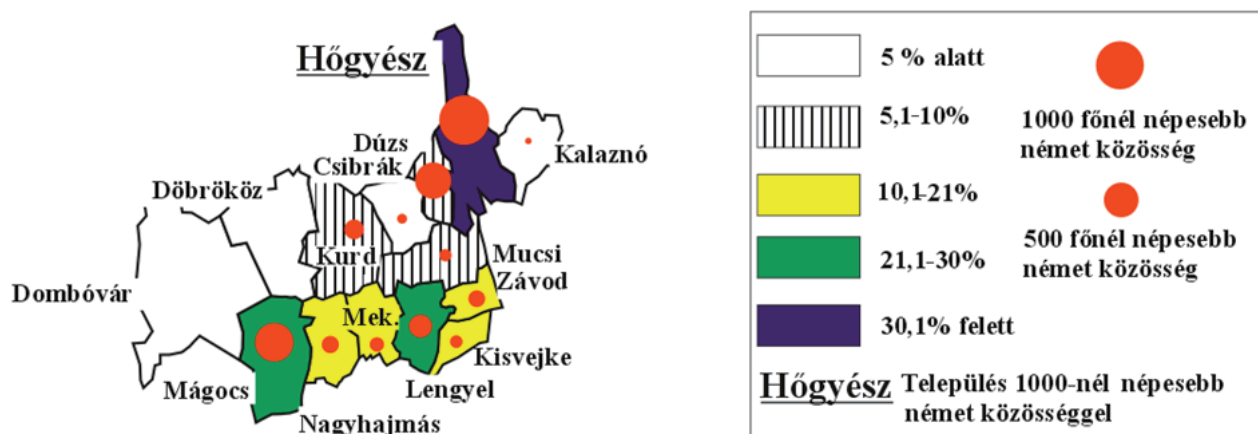 Hőgyész
Dúzs
Csibrák
Kalaznó
Döbrököz
Kurd
Mucsi
Závod
Dombóvár
Mek.
Kisvejke
Mágocs
Lengyel
Nagyhajmás
5 % alatt
5,1-10%
1000 főnél népesebb
német közösség
10,1-21%
21,1-30%
500 főnél népesebb
német közösség
30,1% felett
Hőgyész Település 1000-nél népesebb
német közösséggel